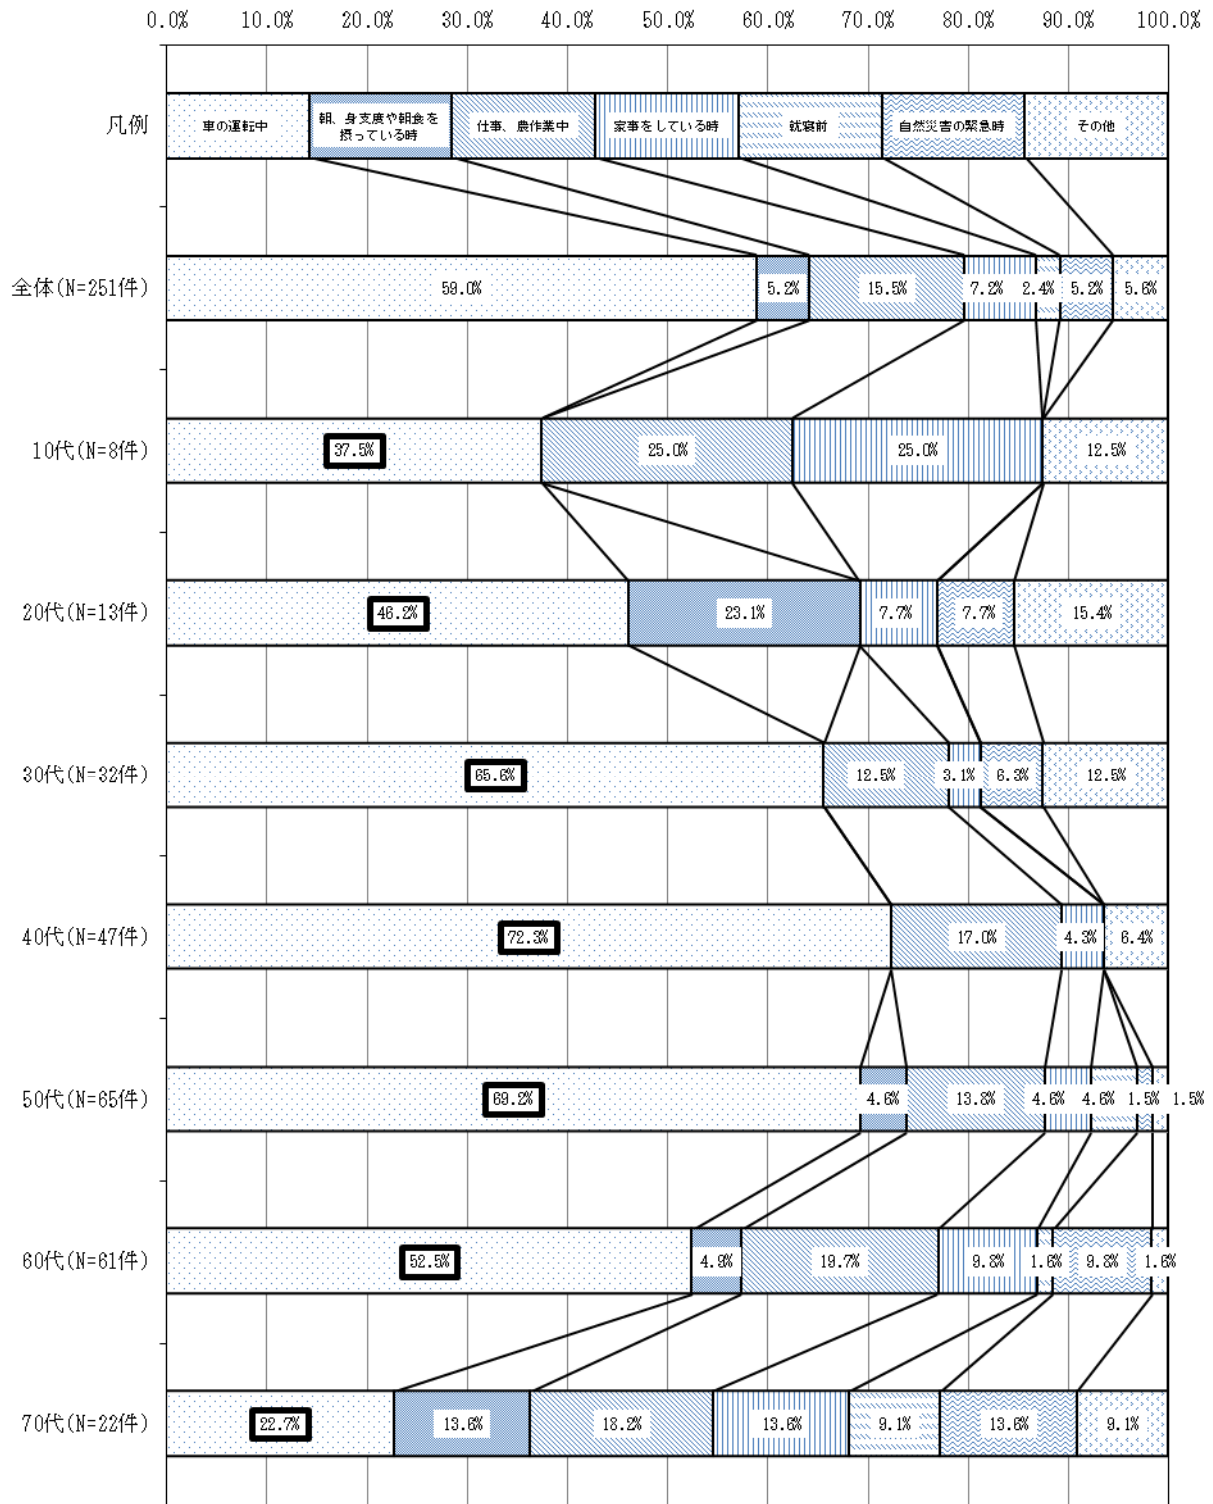 0.0% 10.0% 20.0% 30.0% 40.0% 50.0% 60.0% 70.0% 80.0% 90.0% 100.0%
凡例
車の運転中
朝、身支度や朝食を
摂っている時
仕事、農作業中
家事をしている時
就寝前
自然災害の緊急時
その他
全体(N=251件) 59.0% 5.2% 15.5% 7.2% 2.4% 5.2% 5.6%
10代(N=8件) 37.5% 25.0% 25.0% 12.5%
20代(N=13件) 46.2% 23.1% 7.7% 7.7% 15.4%
30代(N=32件) 65.6% 12.5% 3.1% 6.3% 12.5%
40代(N=47件) 72.3% 17.0% 4.3% 6.4%
50代(N=65件) 69.2% 4.6% 13.8% 4.6% 4.6% 1.5% 1.5%
60代(N=61件) 52.5% 4.9% 19.7% 9.8% 1.6% 9.8% 1.6%
70代(N=22件) 22.7% 13.6% 18.2% 13.6% 9.1% 13.6% 9.1%